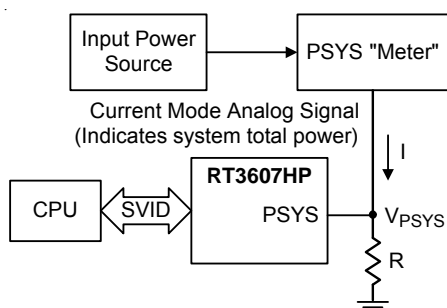 Input Power
Source
PSYS "Meter"
Current Mode Analog Signal
(Indicates system total power)
I
RT3607HP
CPU
SVID
PSYS
VPSYS
R